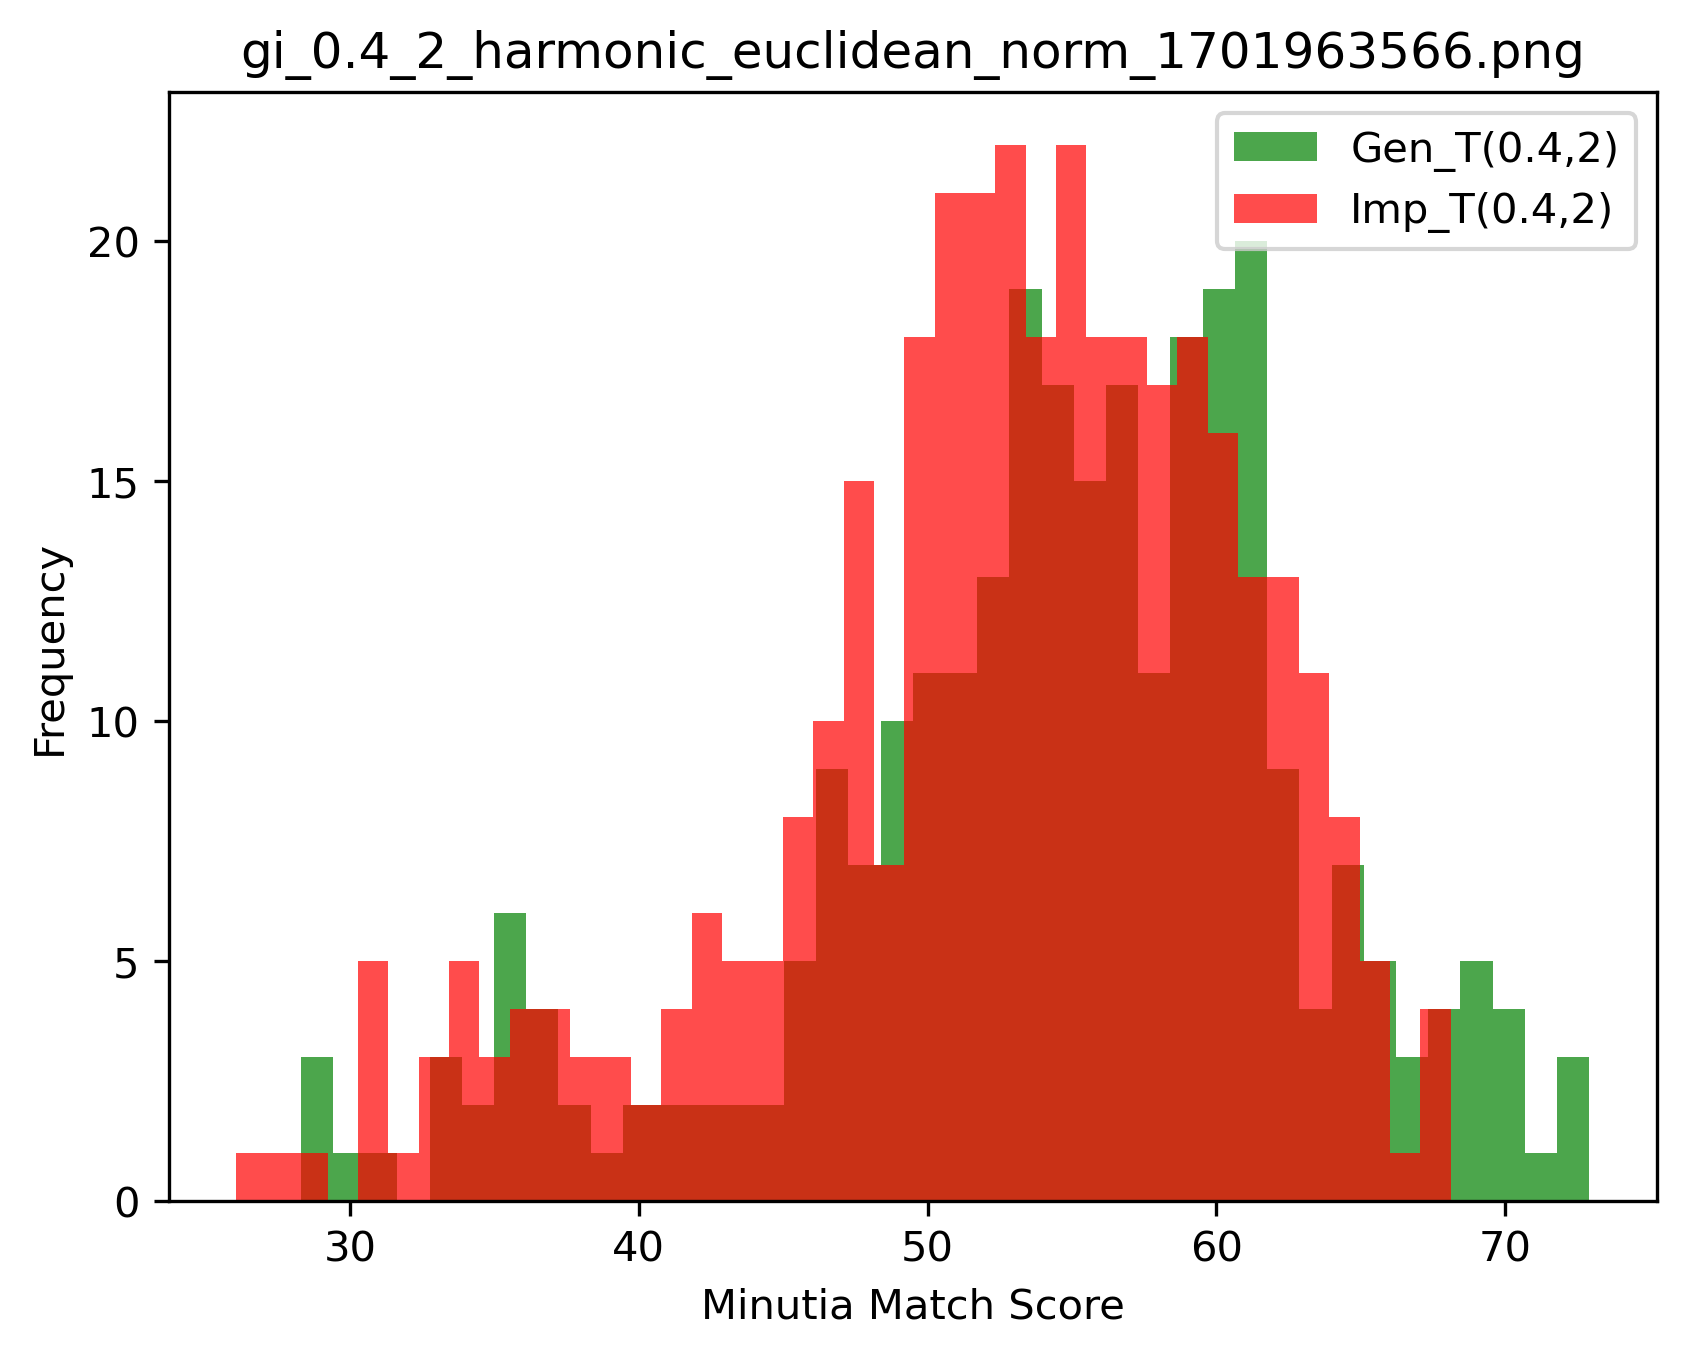 gi_0.4_2_harmonic_euclidean_norm_1701963566.png
Gen_T(0.4,2)
Imp_T(0.4,2)
Frequency
20
15
10
5
0
30 40 50 60 70
Minutia Match Score